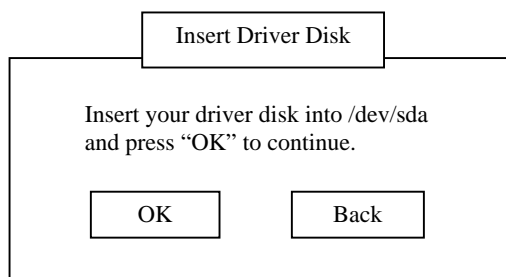 Insert Driver Disk
Insert your driver disk into /dev/sda
and press “OK” to continue.
OK
Back